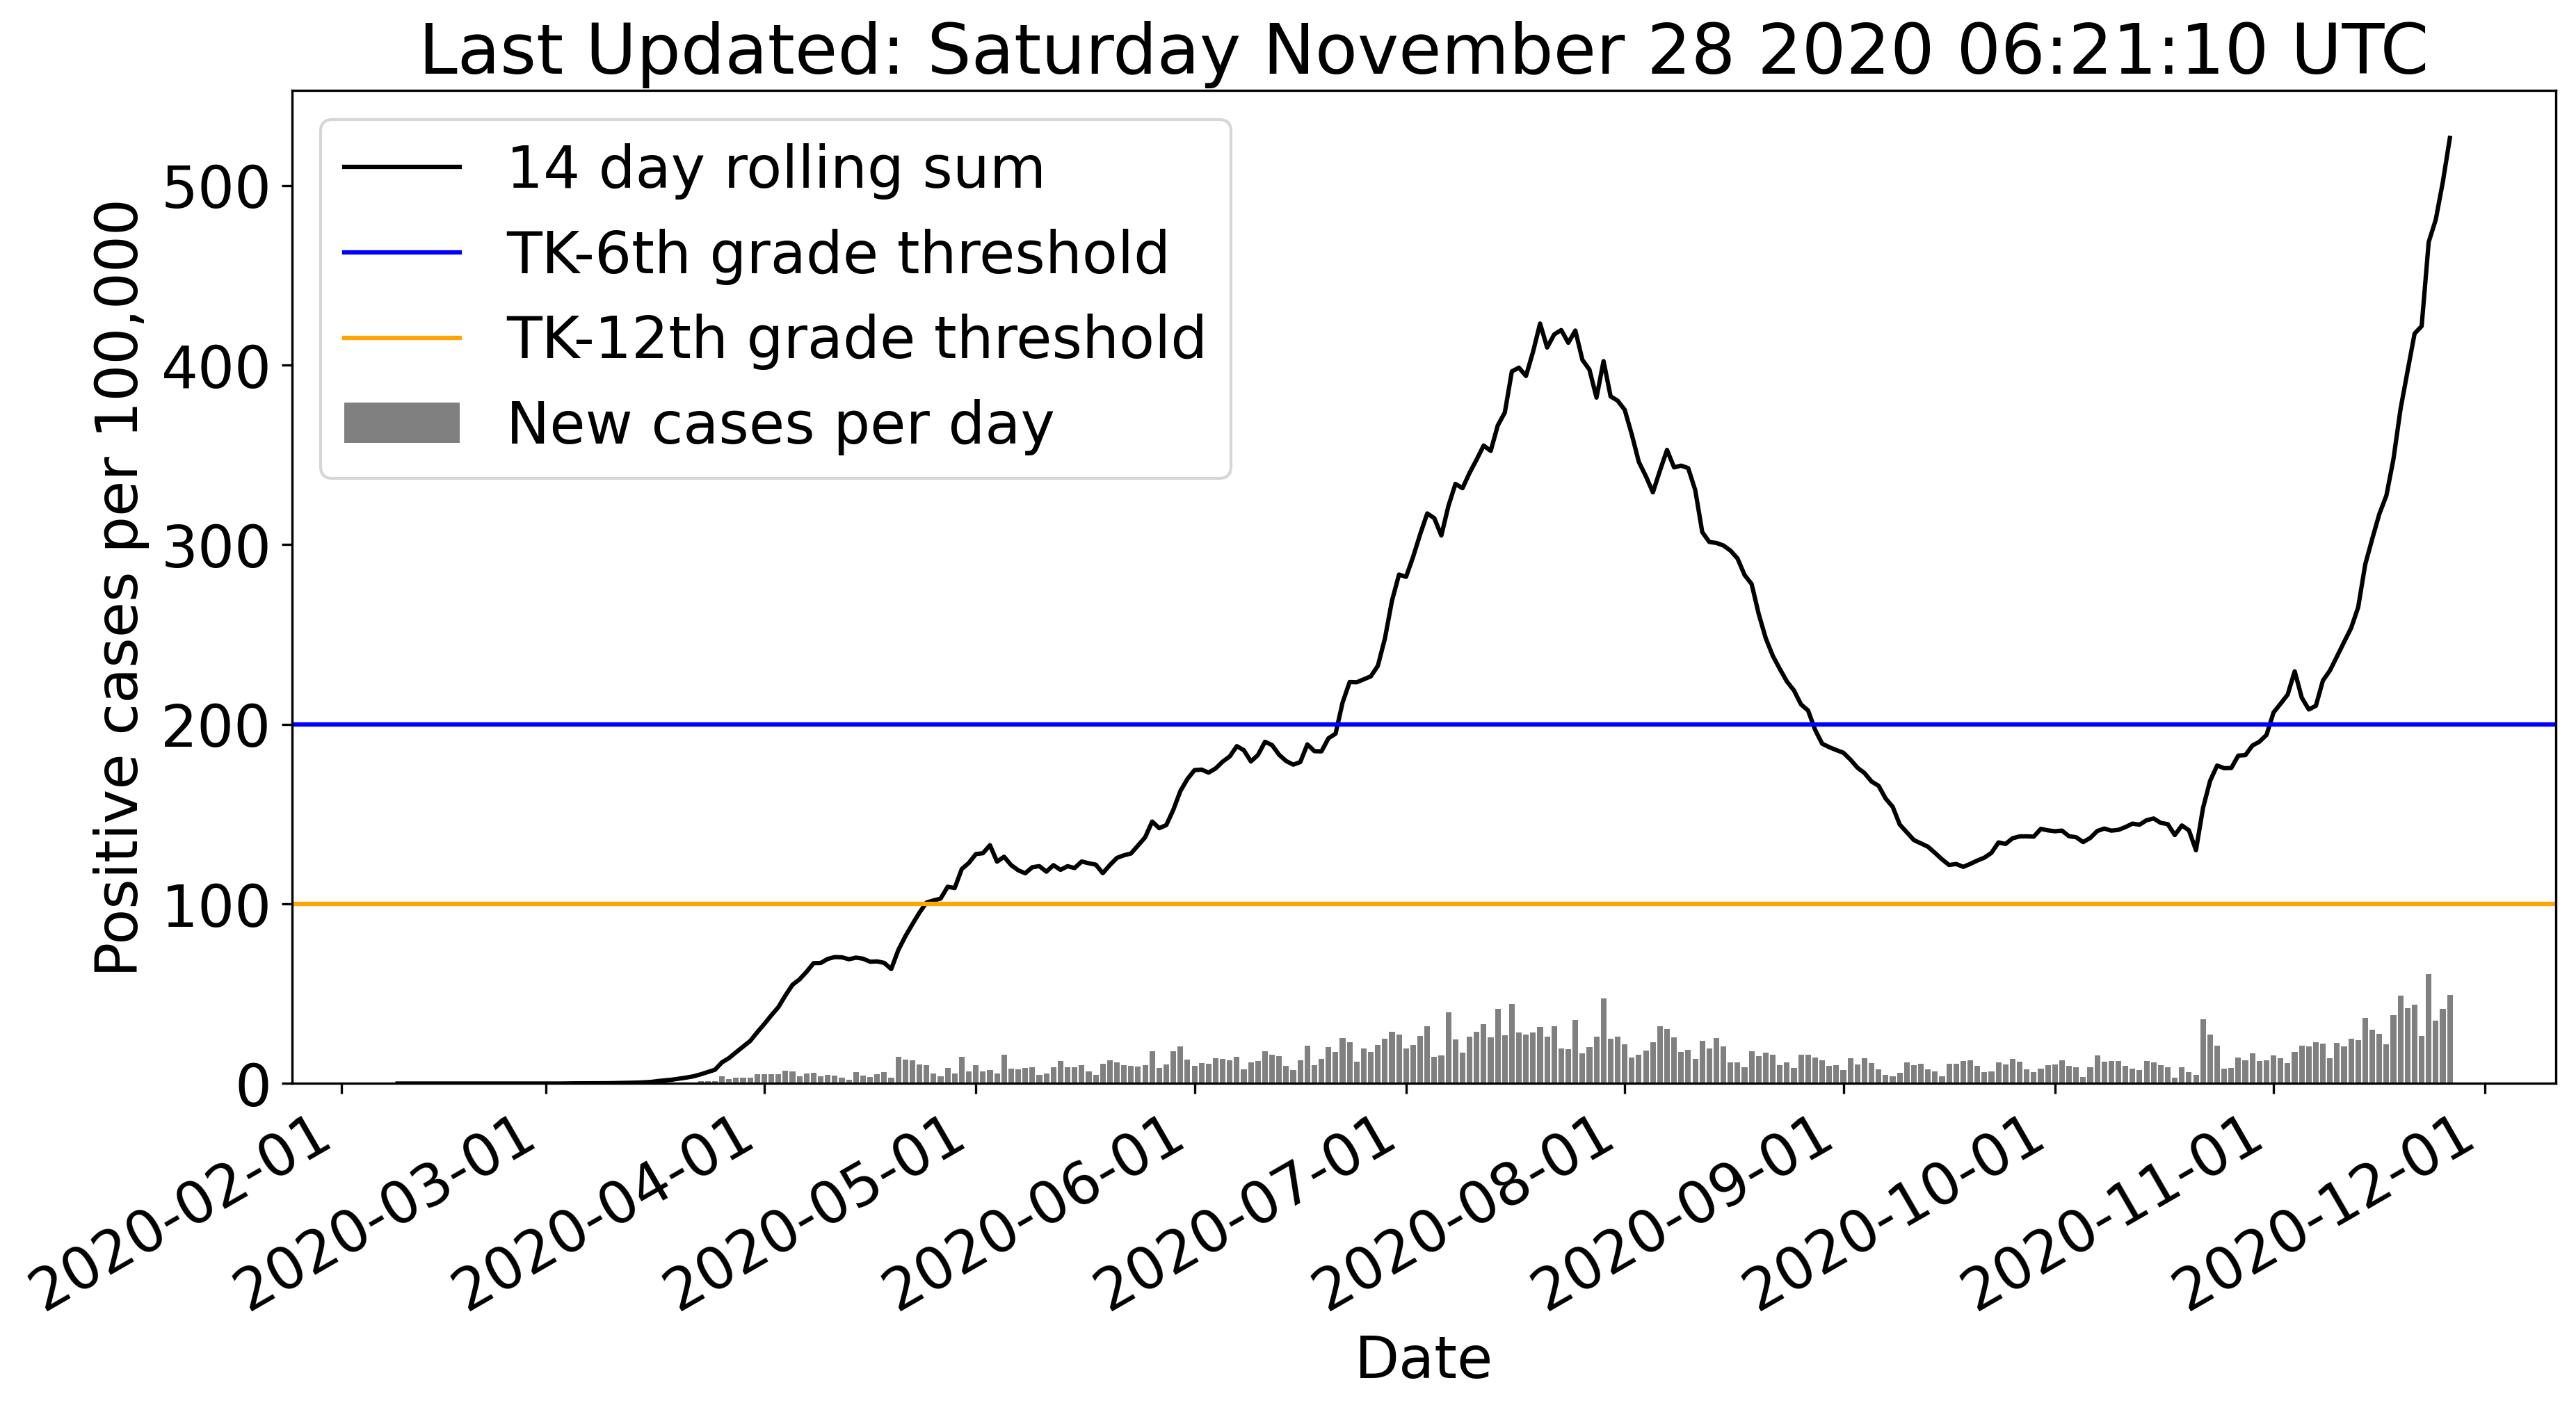 Last Updated: Saturday November 28 2020 06:21:10 UTC
14 day rolling sum
TK-6th grade threshold
TK-12th grade threshold
New cases per day
Positive cases per 100,000
500
400
300
200
100
0
2020-02-01
2020-03-01
2020-04-01
2020-05-01
2020-06-01
2020-07-01
2020-08-01
2020-09-01
2020-10-01
2020-11-01
2020-12-01
Date